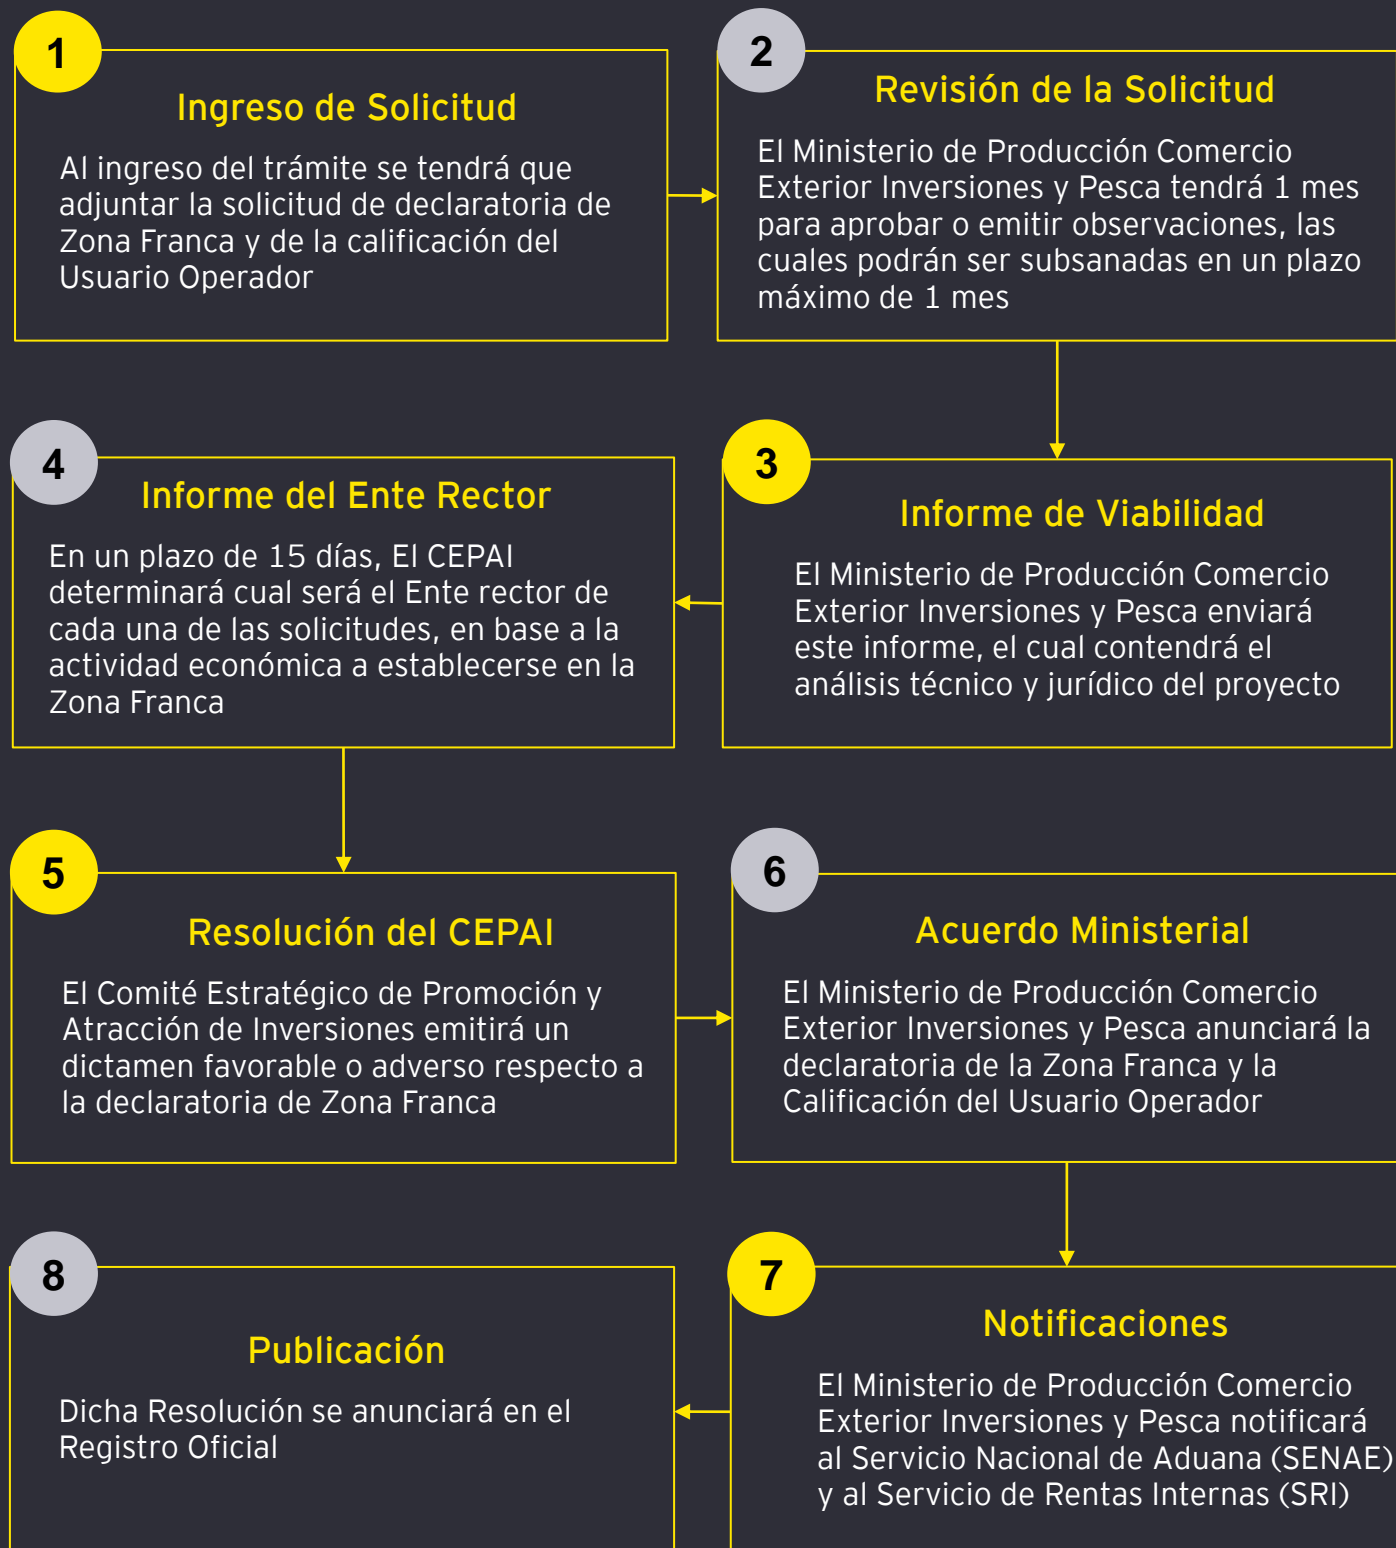 1
Ingreso de Solicitud
Al ingreso del trámite se tendrá que
adjuntar la solicitud de declaratoria de
Zona Franca y de la calificación del
Usuario Operador
2
Revisión de la Solicitud
El Ministerio de Producción Comercio
Exterior Inversiones y Pesca tendrá 1 mes
para aprobar o emitir observaciones, las
cuales podrán ser subsanadas en un plazo
máximo de 1 mes
3
Informe de Viabilidad
El Ministerio de Producción Comercio
Exterior Inversiones y Pesca enviará
este informe, el cual contendrá el
análisis técnico y jurídico del proyecto
4
Informe del Ente Rector
En un plazo de 15 días, El CEPAI
determinará cual será el Ente rector de
cada una de las solicitudes, en base a la
actividad económica a establecerse en la
Zona Franca
5
Resolución del CEPAI
El Comité Estratégico de Promoción y
Atracción de Inversiones emitirá un
dictamen favorable o adverso respecto a
la declaratoria de Zona Franca
6
Acuerdo Ministerial
El Ministerio de Producción Comercio
Exterior Inversiones y Pesca anunciará la
declaratoria de la Zona Franca y la
Calificación del Usuario Operador
7
Notificaciones
El Ministerio de Producción Comercio
Exterior Inversiones y Pesca notificará
al Servicio Nacional de Aduana (SENAE)
y al Servicio de Rentas Internas (SRI)
8
Publicación
Dicha Resolución se anunciará en el
Registro Oficial